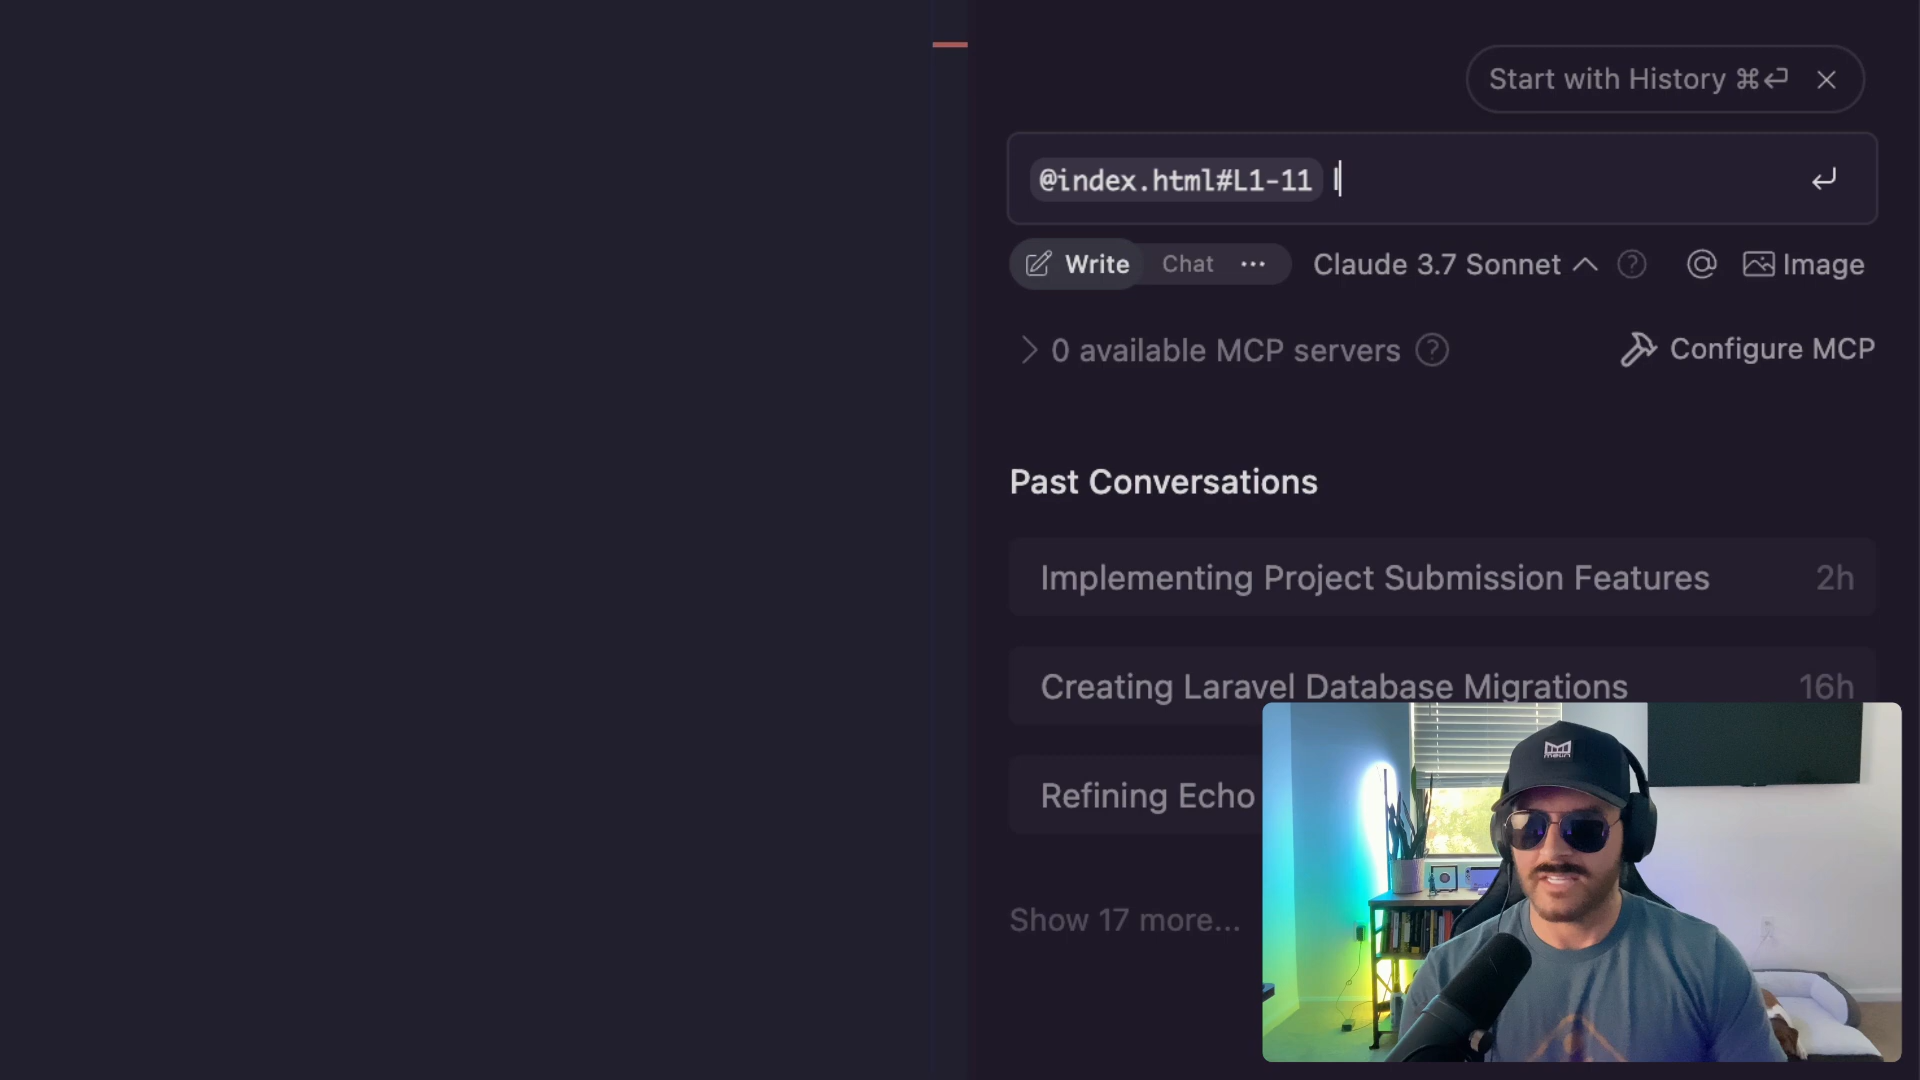 Start with History ⌘⏎ ×
@index.html#L1-11 I
Write Chat ··· Claude 3.7 Sonnet ? @ Image
0 available MCP servers ? Configure MCP
Past Conversations
Implementing Project Submission Features 2h
Creating Laravel Database Migrations 16h
Refining Echo
Show 17 more...
melin